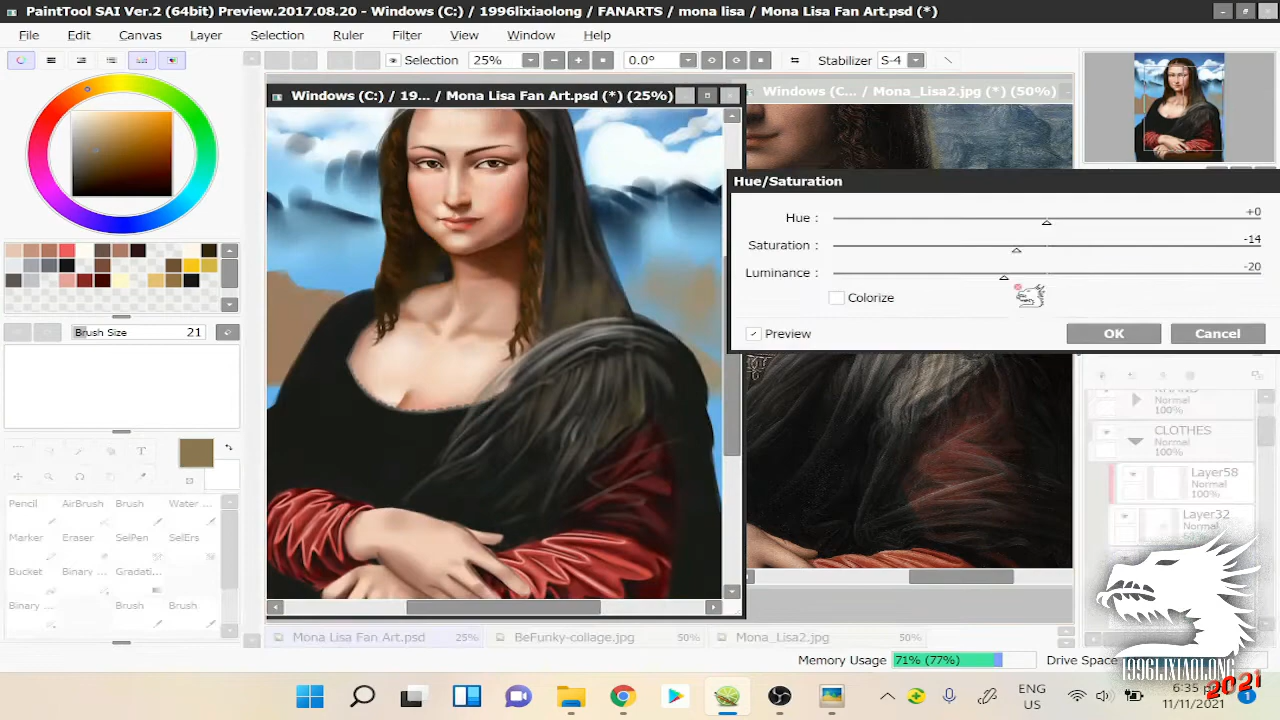 PaintTool SAI Ver.2 (64bit) Preview.2017.08.20 - Windows (C:) / 1996lixiaolong / FANARTS / mona lisa / Mona Lisa Fan Art.psd (*)
File Edit Canvas Layer Selection Ruler Filter View Window Help
Selection 25% 0.0° Stabilizer S-4
Windows (C:) / 19... / Mona Lisa Fan Art.psd (*) (25%)
Windows (C... / Mona_Lisa2.jpg (*) (50%)
Hue/Saturation
Hue : +0
Saturation : -14
Luminance : -20
Colorize
Preview OK Cancel
Brush Size 21
Normal
100%
CLOTHES
Normal
100%
Layer58
Normal
100%
Layer32
Normal
T
Pencil AirBrush Brush Water ...
Marker Eraser SelPen SelErs
Bucket Binary ... Gradati...
Binary ... Brush Brush
Mona Lisa Fan Art.psd 25% BeFunky-collage.jpg 50% Mona_Lisa2.jpg 50%
Memory Usage 71% (77%) Drive Space
1996LIXIAOLONG
2021
ENG
US
6:35
11/11/2021
1